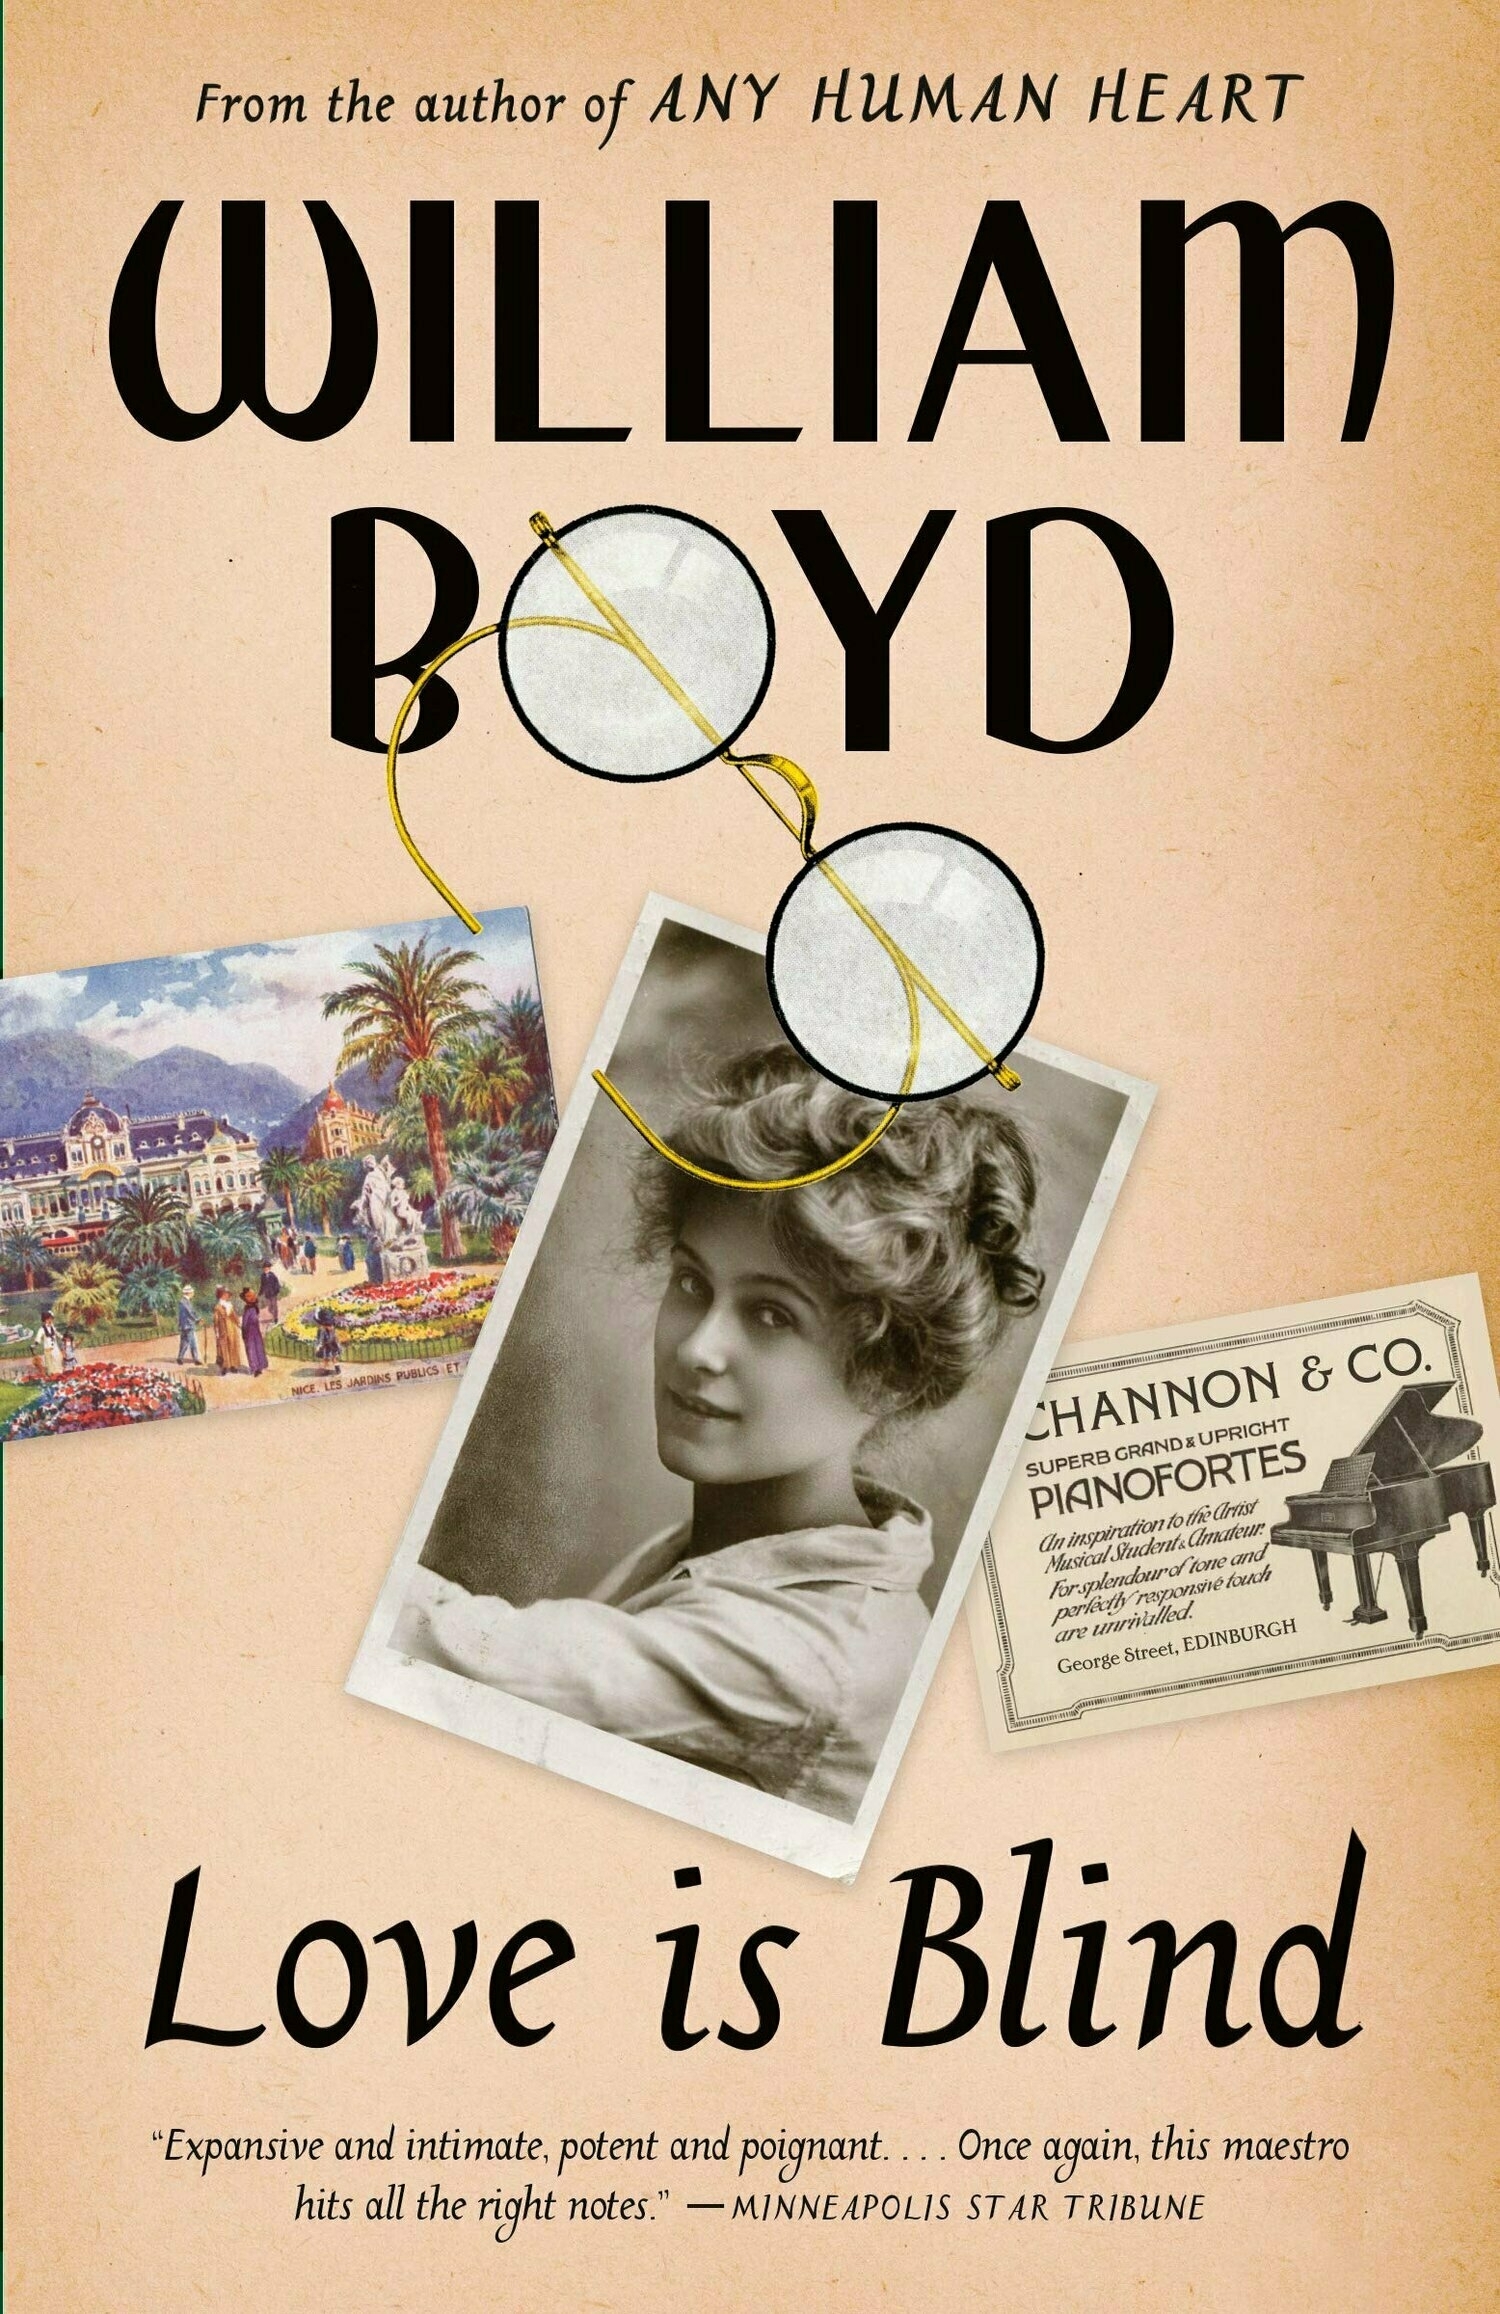 From the author of ANY HUMAN HEART
WILLIAM
BOYD
NICE. LES JARDINS PUBLICS ET
CHANNON & CO.
SUPERB GRAND & UPRIGHT
PIANOFORTES
An inspiration to the Artist
Musical Student & Amateur.
For splendour of tone and
perfectly responsive touch
are unrivalled.
George Street, EDINBURGH
Love is Blind
“Expansive and intimate, potent and poignant. . . . Once again, this maestro
hits all the right notes.” —MINNEAPOLIS STAR TRIBUNE